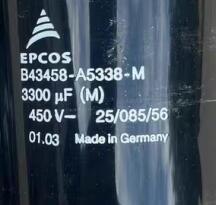 EPCOS
B43458-A5338-M
3300 µF (M)
450 V– 25/085/56
01.03 Made in Germany